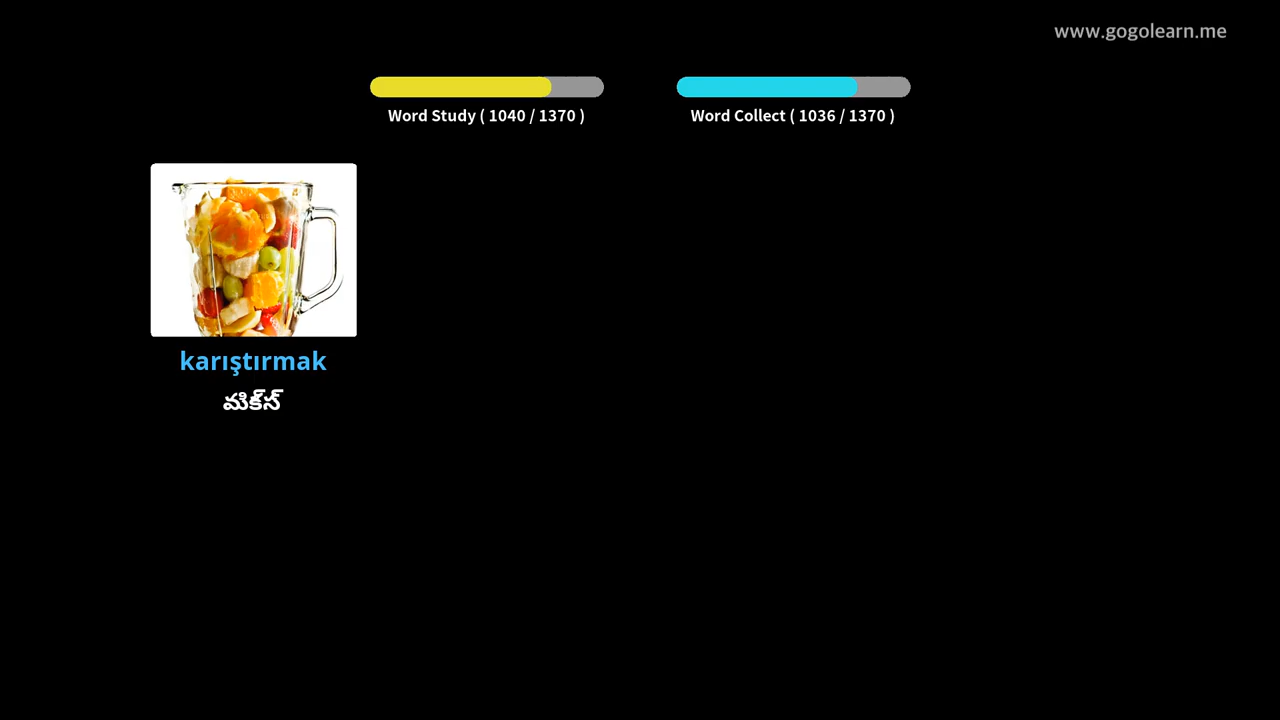 www.gogolearn.me
Word Study ( 1040 / 1370 )
Word Collect ( 1036 / 1370 )
karıştırmak
మిక్స్